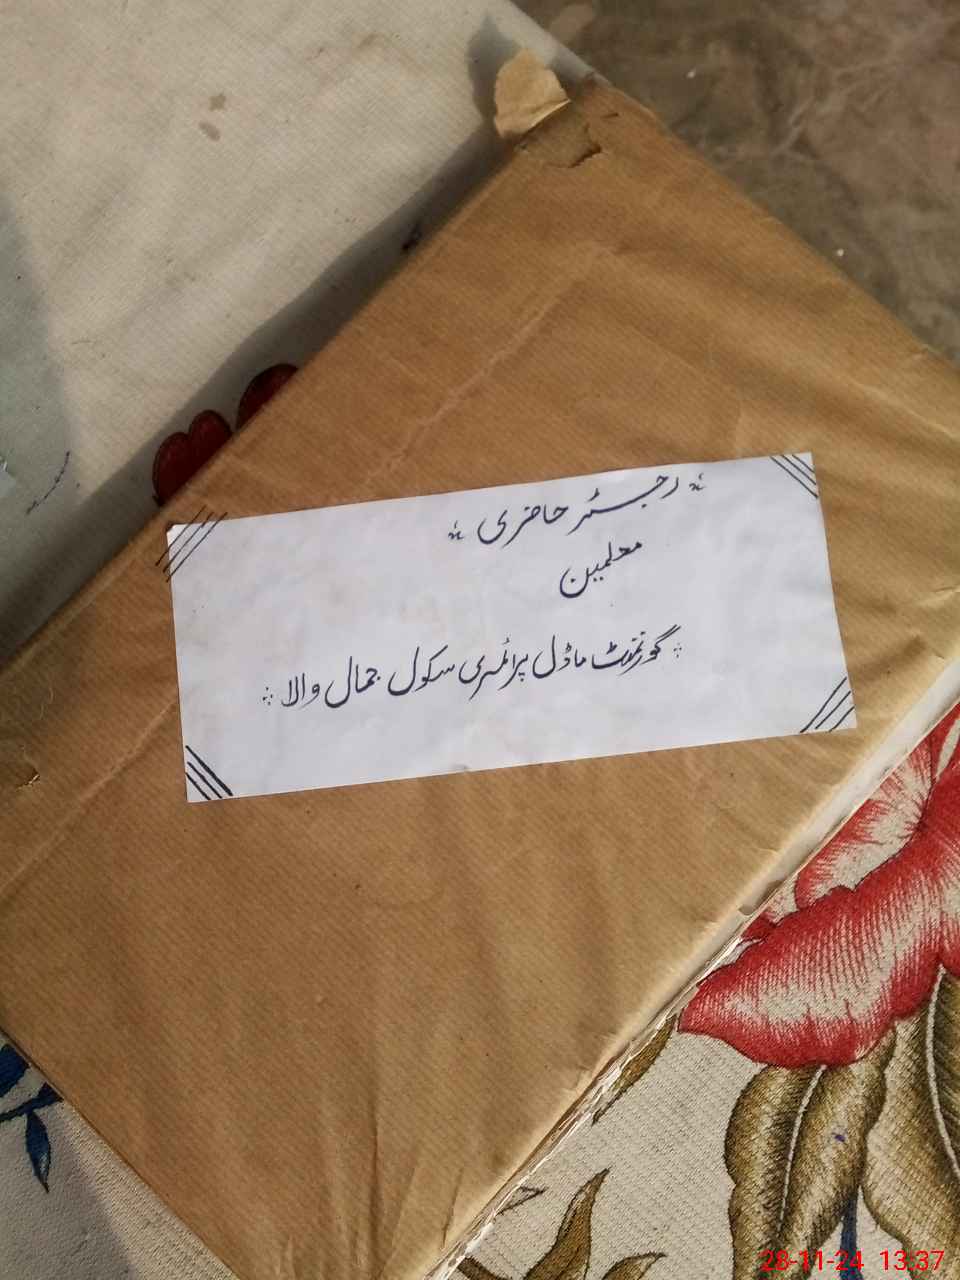 رجسٹر حاضری
معلمین
گورنمنٹ ماڈل پرائمری سکول جمال والا
28-11-24 13:37